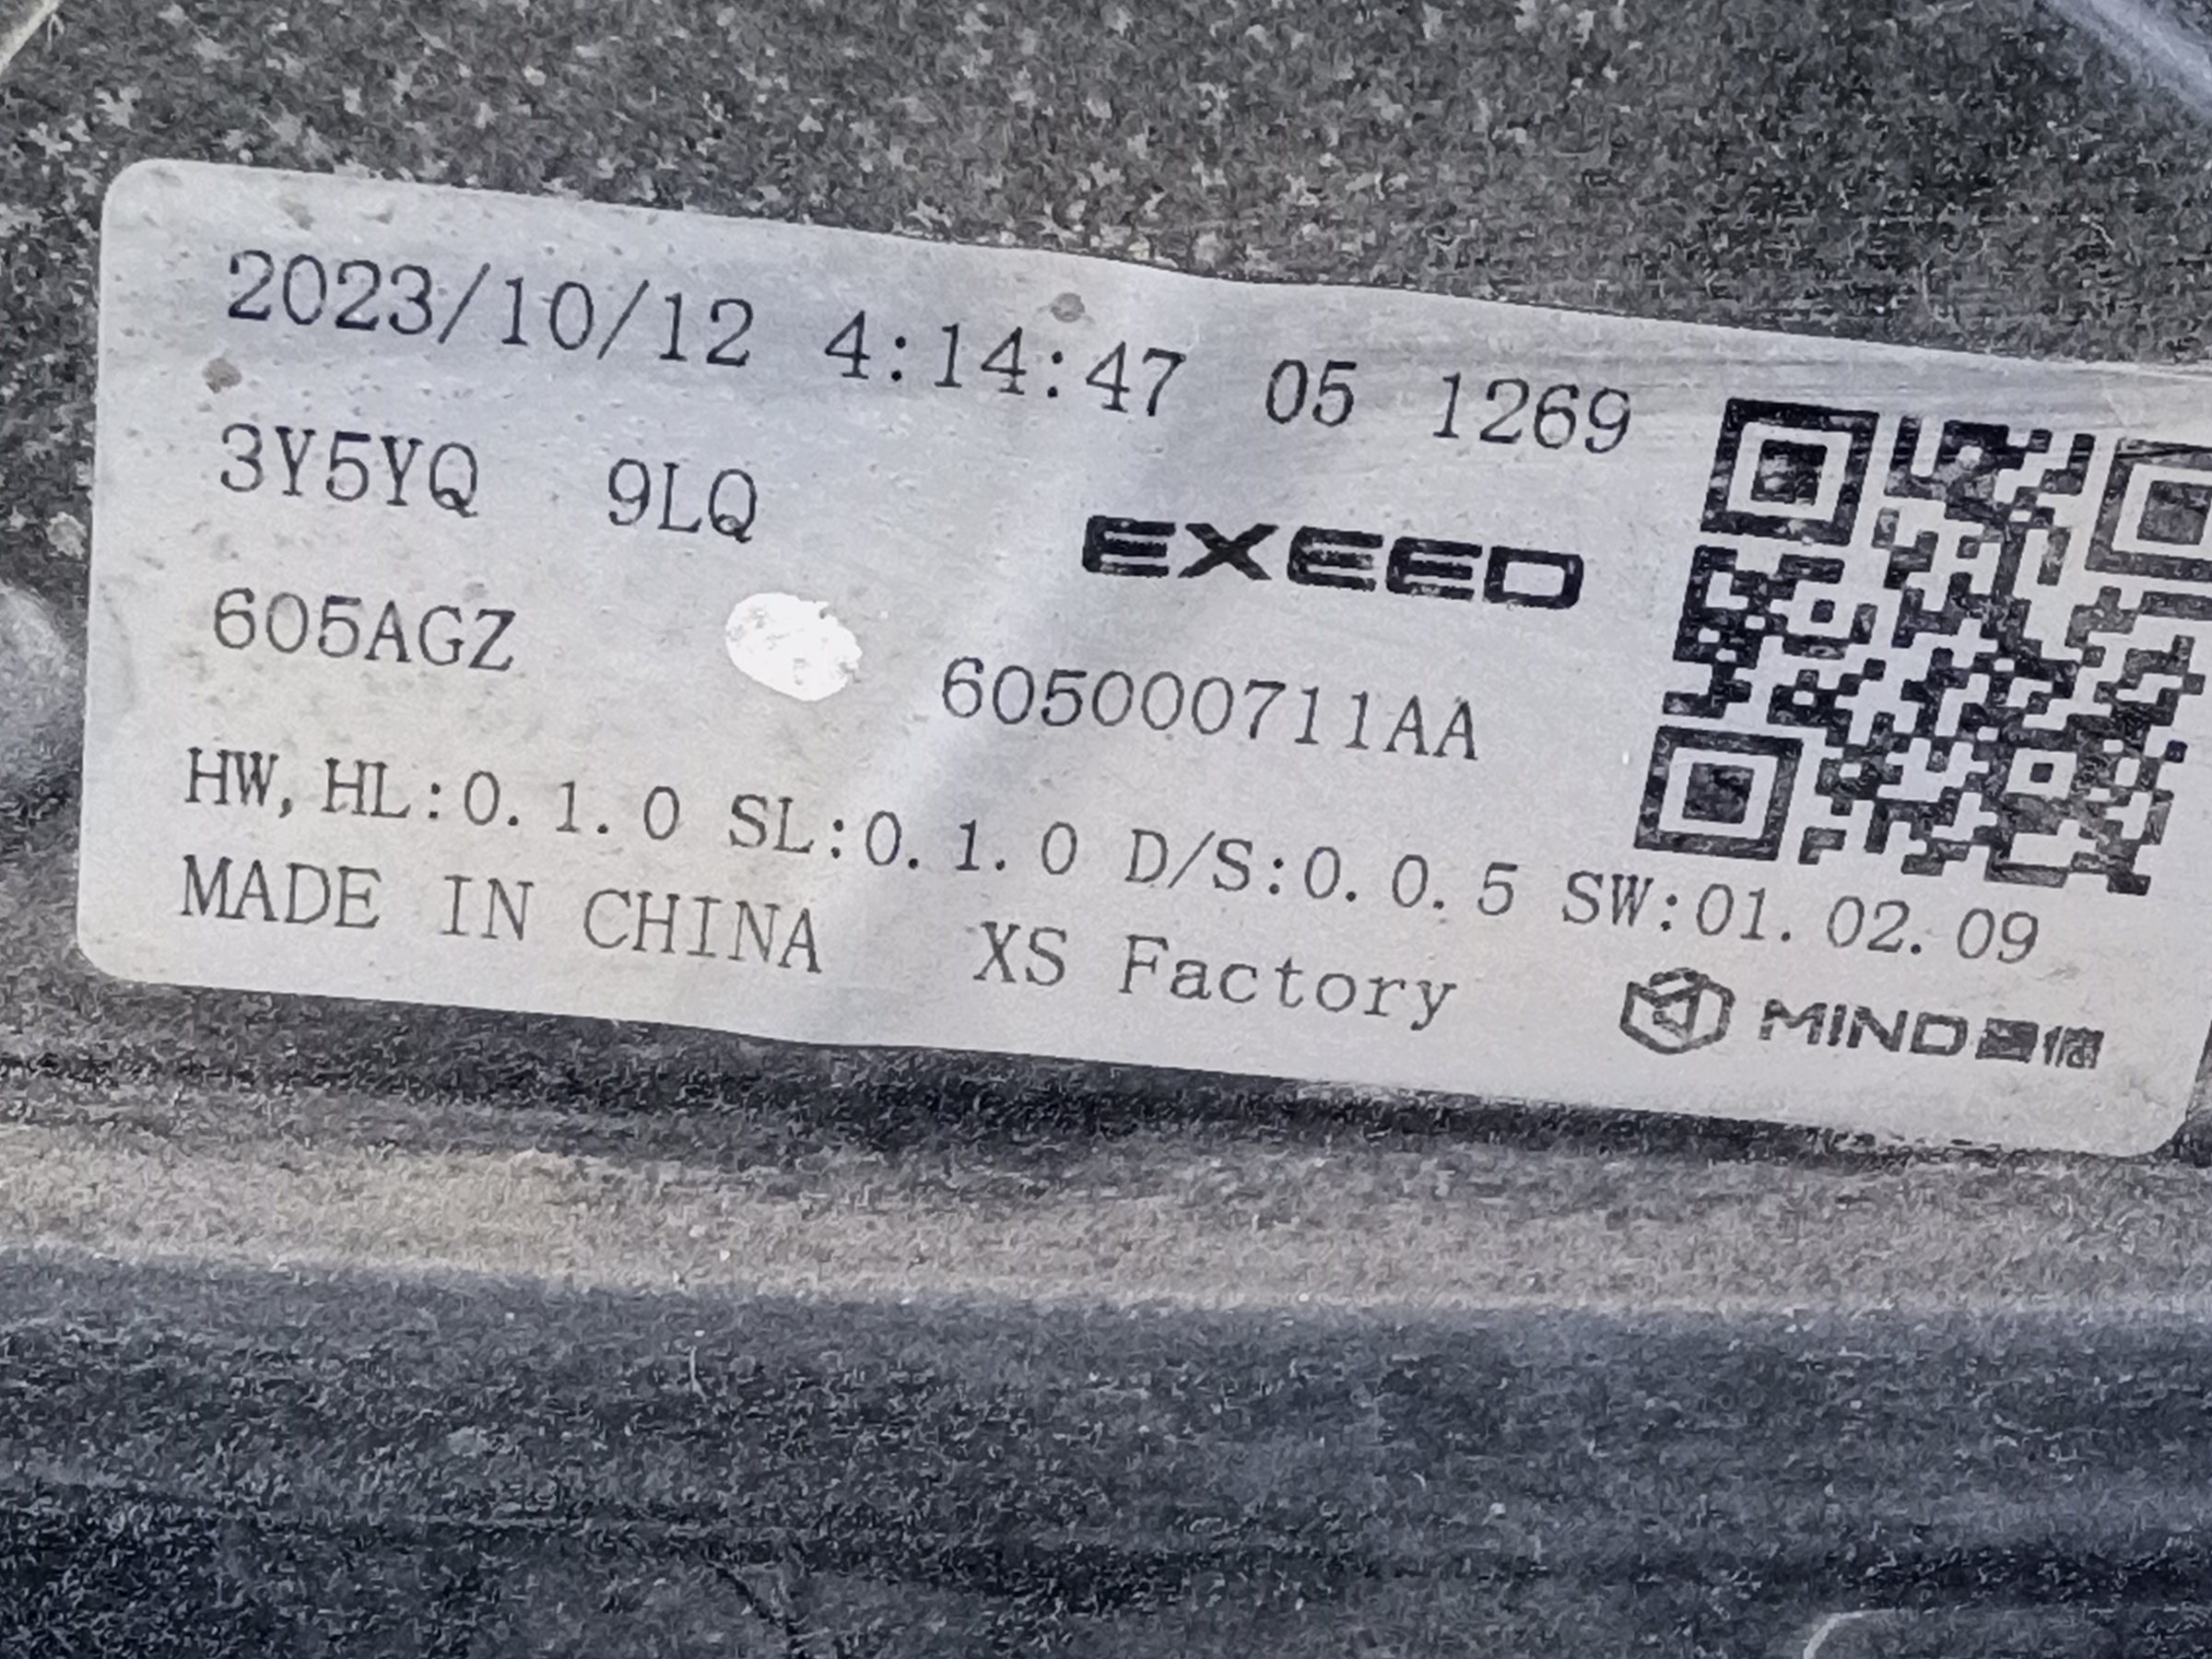 2023/10/12 4:14:47 05 1269
3Y5YQ 9LQ
EXEED
605AGZ
605000711AA
HW,HL:0.1.0 SL:0.1.0 D/S:0.0.5 SW:01.02.09
MADE IN CHINA XS Factory
MIND